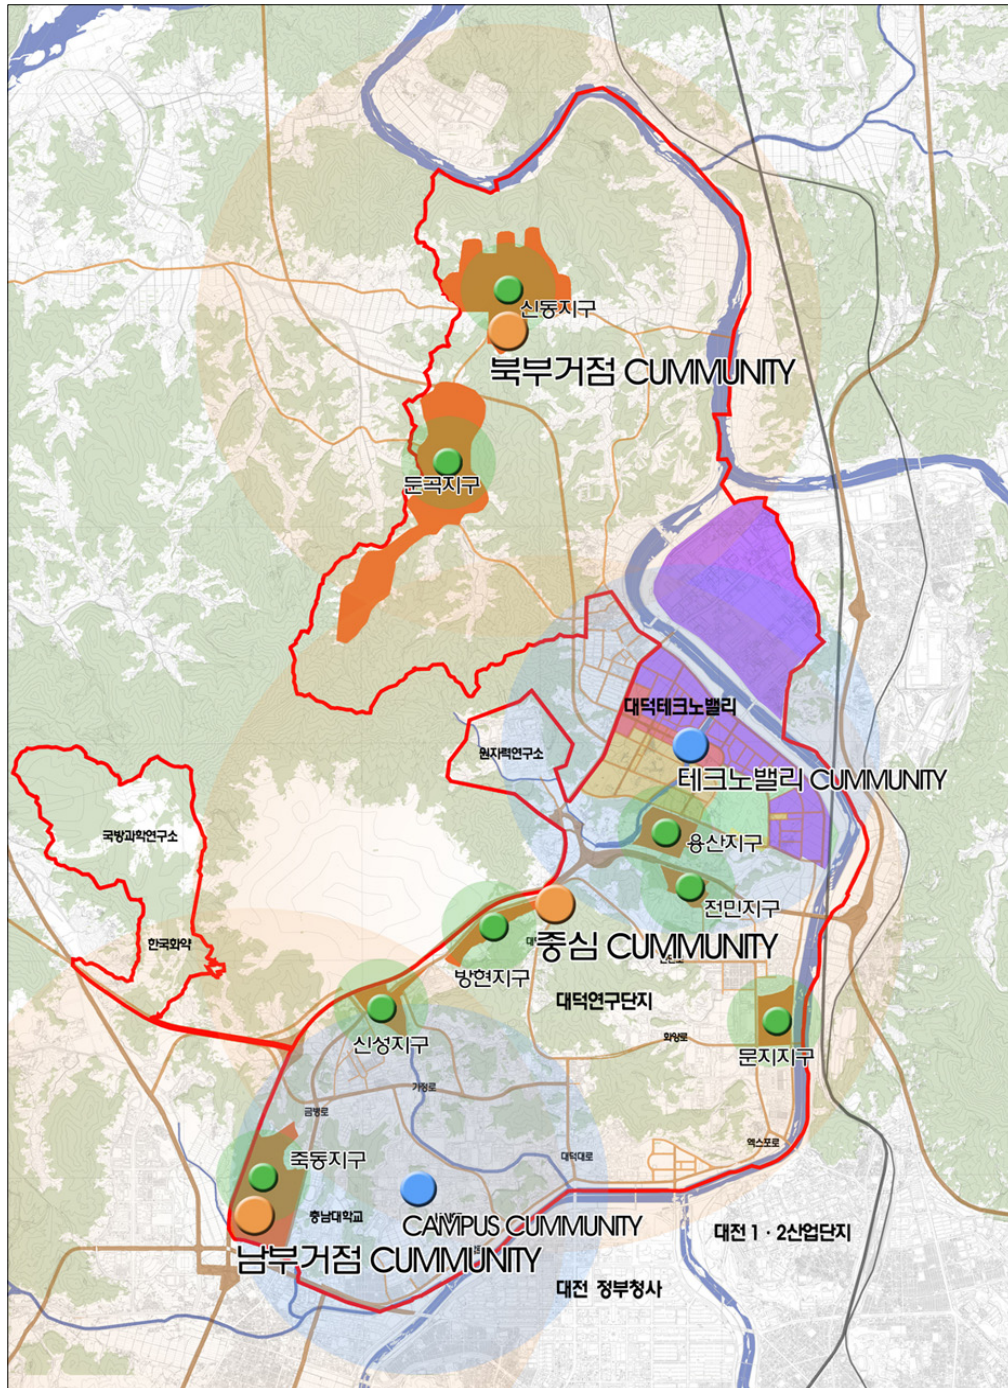 신동지구
북부거점 CUMMUNITY
둔곡지구
대덕테크노밸리
원자력연구소
테크노밸리 CUMMUNITY
국방과학연구소
용산지구
전민지구
한국화약
중심 CUMMUNITY
방현지구
대덕연구단지
신성지구
화암로
문지지구
가정로
금병로
엑스포로
대덕대로
죽동지구
충남대학교
CAMPUS CUMMUNITY
대전 1 · 2산업단지
남부거점 CUMMUNITY
대전 정부청사